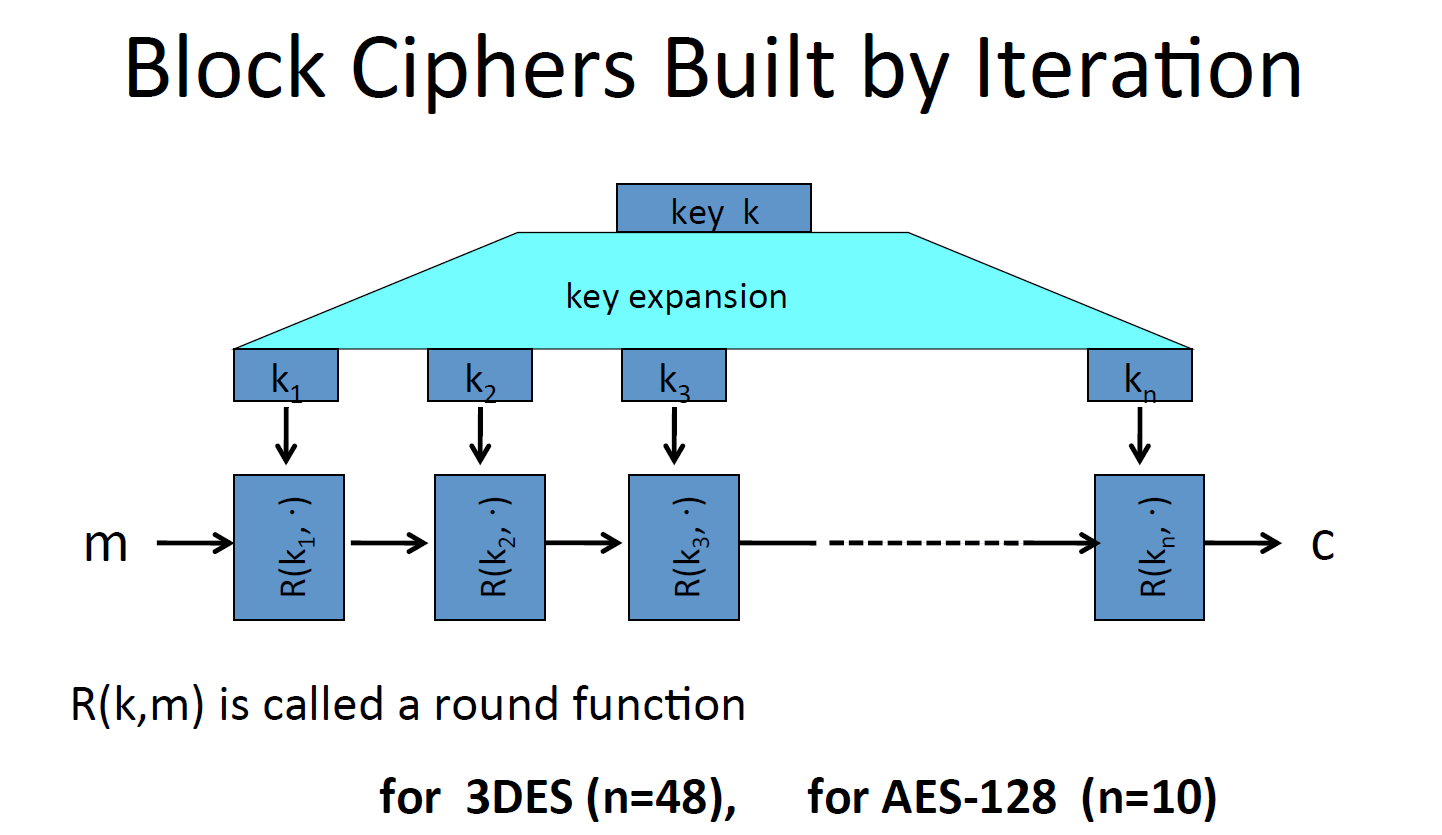 Block Ciphers Built by Iteration
key k
key expansion
k₁ k₂ k₃ kₙ
m R(k₁, ·) R(k₂, ·) R(k₃, ·) R(kₙ, ·) c
R(k,m) is called a round function
for 3DES (n=48), for AES-128 (n=10)